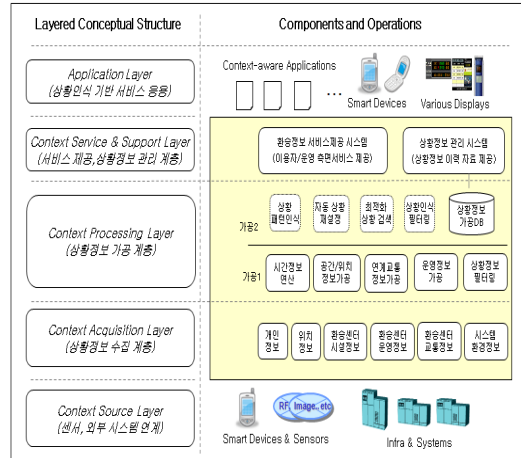 Layered Conceptual Structure
Components and Operations
Application Layer
(상황인식 기반 서비스 응용)
Context-aware Applications
...
Smart Devices
Various Displays
Context Service & Support Layer
(서비스 제공,상황정보 관리 계층)
환승정보 서비스제공 시스템
(이용자/운영 측면서비스 제공)
상황정보 관리 시스템
(상황정보 이력 자료 제공)
Context Processing Layer
(상황정보 가공 계층)
가공2
상황
패턴인식
자동 상황
재설정
최적화
상황 검색
상황인식
필터링
상황정보
가공DB
가공1
시간정보
연산
공간/위치
정보가공
연계교통
정보가공
운영정보
가공
상황정보
필터링
Context Acquisition Layer
(상황정보 수집 계층)
개인
정보
위치
정보
환승센터
시설정보
환승센터
운영정보
환승센터
교통정보
시스템
환경정보
Context Source Layer
(센서, 외부 시스템 연계)
RF, Image.. etc
Smart Devices & Sensors
Infra & Systems